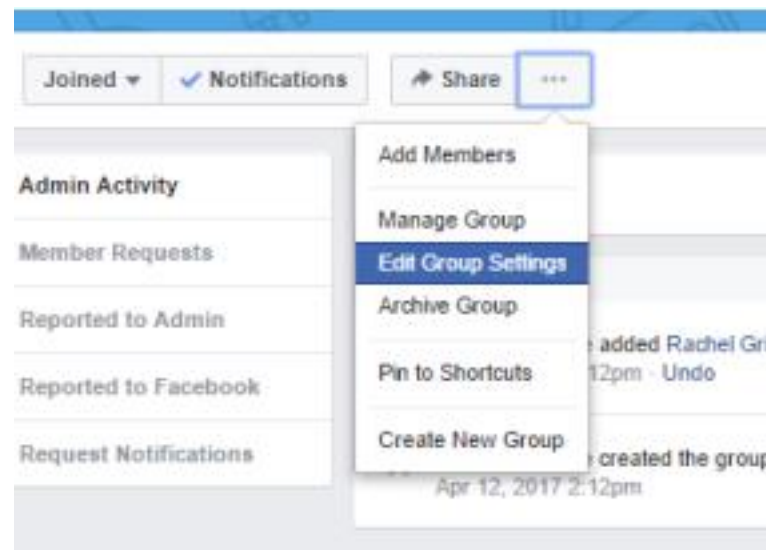 Joined Notifications Share ...
Add Members
Admin Activity
Manage Group
Member Requests
Edit Group Settings
Archive Group
Reported to Admin
added Rachel
Pin to Shortcuts
12pm · Undo
Reported to Facebook
Create New Group
Request Notifications
created the group
Apr 12, 2017 2:12pm